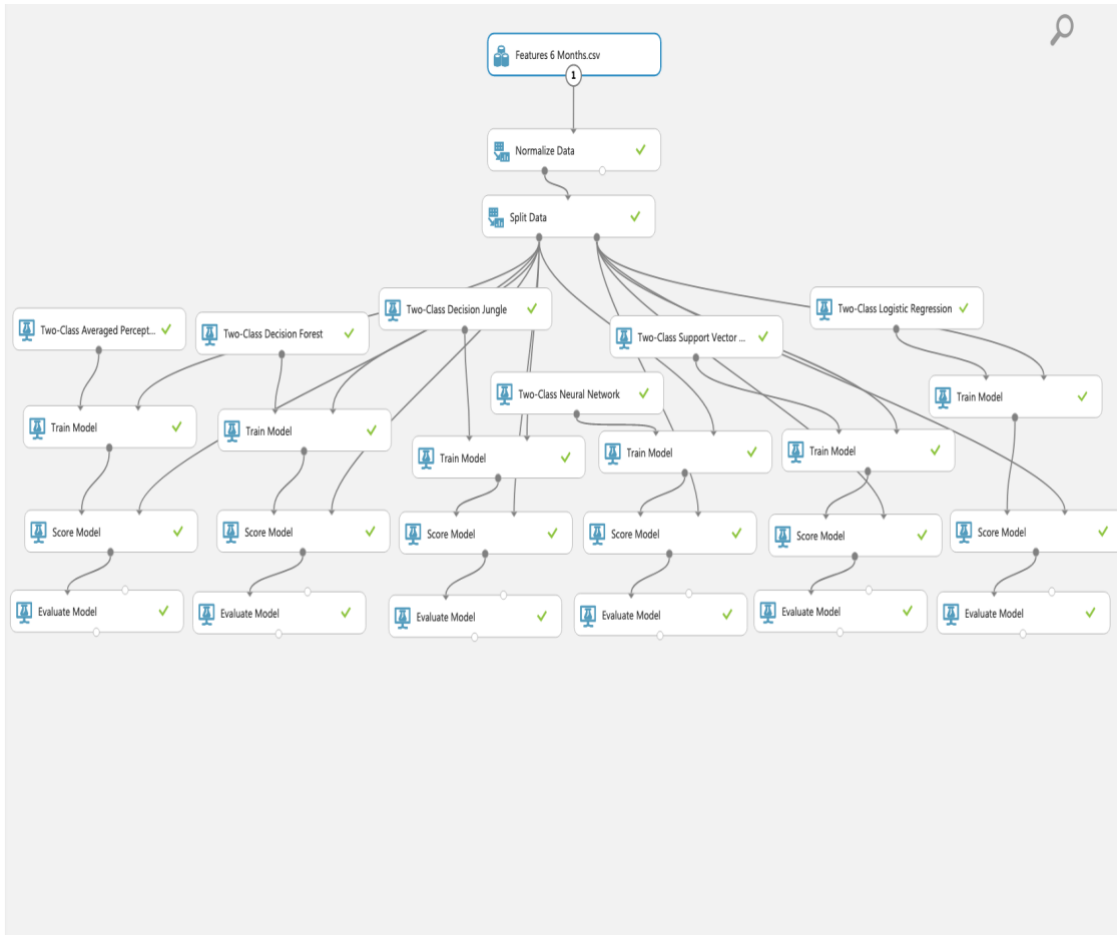 Features 6 Months.csv
1
Normalize Data
Split Data
Two-Class Decision Jungle
Two-Class Logistic Regression
Two-Class Averaged Percept...
Two-Class Decision Forest
Two-Class Support Vector ...
Two-Class Neural Network
Train Model
Train Model
Train Model
Train Model
Train Model
Train Model
Score Model
Score Model
Score Model
Score Model
Score Model
Score Model
Evaluate Model
Evaluate Model
Evaluate Model
Evaluate Model
Evaluate Model
Evaluate Model